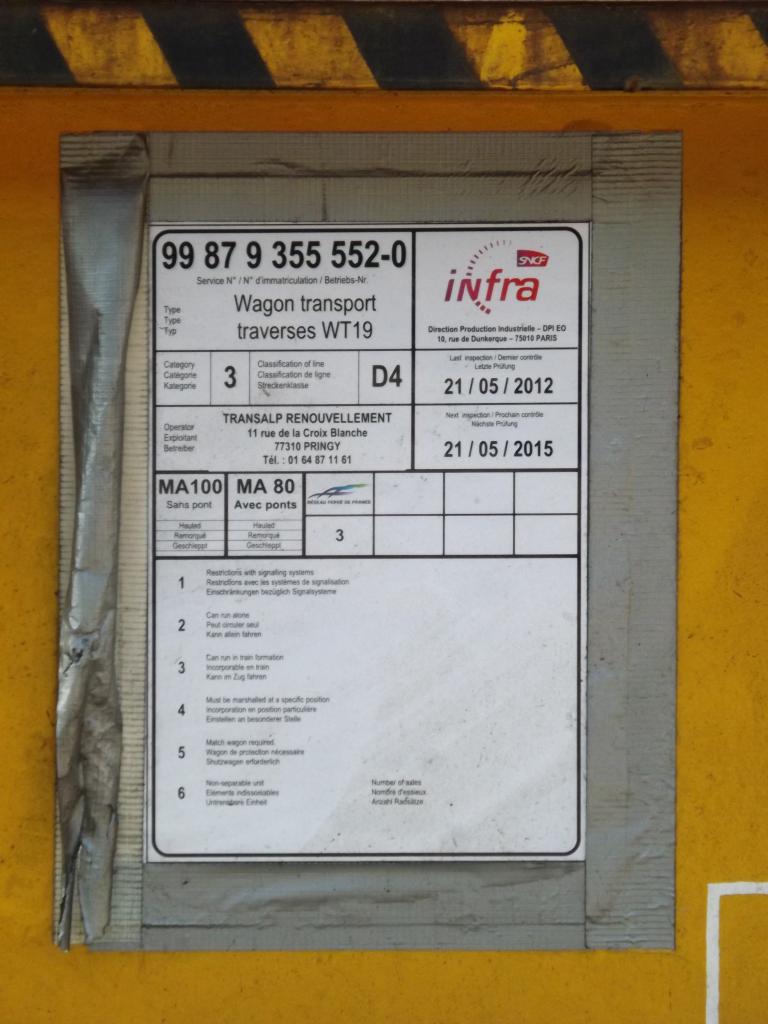 99 87 9 355 552-0
Service N° / N° d'immatriculation / Betriebs-Nr.
Type
Type
Typ
Wagon transport
traverses WT19
SNCF
iNfra
Direction Production Industrielle – DPI EO
10, rue de Dunkerque – 75010 PARIS
Category
Catégorie
Kategorie
3
Classification of line
Classification de ligne
Streckenklasse
D4
Last inspection / Dernier contrôle
Letzte Prüfung
21 / 05 / 2012
Operator
Exploitant
Betreiber
TRANSALP RENOUVELLEMENT
11 rue de la Croix Blanche
77310 PRINGY
Tél. : 01 64 87 11 61
Next inspection / Prochain contrôle
Nächste Prüfung
21 / 05 / 2015
MA100
Sans pont
Hauled
Remorqué
Geschleppt
MA 80
Avec ponts
Hauled
Remorqué
Geschleppt
RÉSEAU FERRÉ DE FRANCE
3
1
Restrictions with signalling systems
Restrictions avec les systèmes de signalisation
Einschränkungen bezüglich Signalsysteme
2
Can run alone
Peut circuler seul
Kann allein fahren
3
Can run in train formation
Incorporable en train
Kann im Zug fahren
4
Must be marshalled at a specific position
Incorporation en position particulière
Einstellen an besonderer Stelle
5
Match wagon required
Wagon de protection nécessaire
Shutzwagen erforderlich
6
Non-separable unit
Eléments indissociables
Untrennbare Einheit
Number of axles
Nombre d'essieux
Anzahl Radsätze